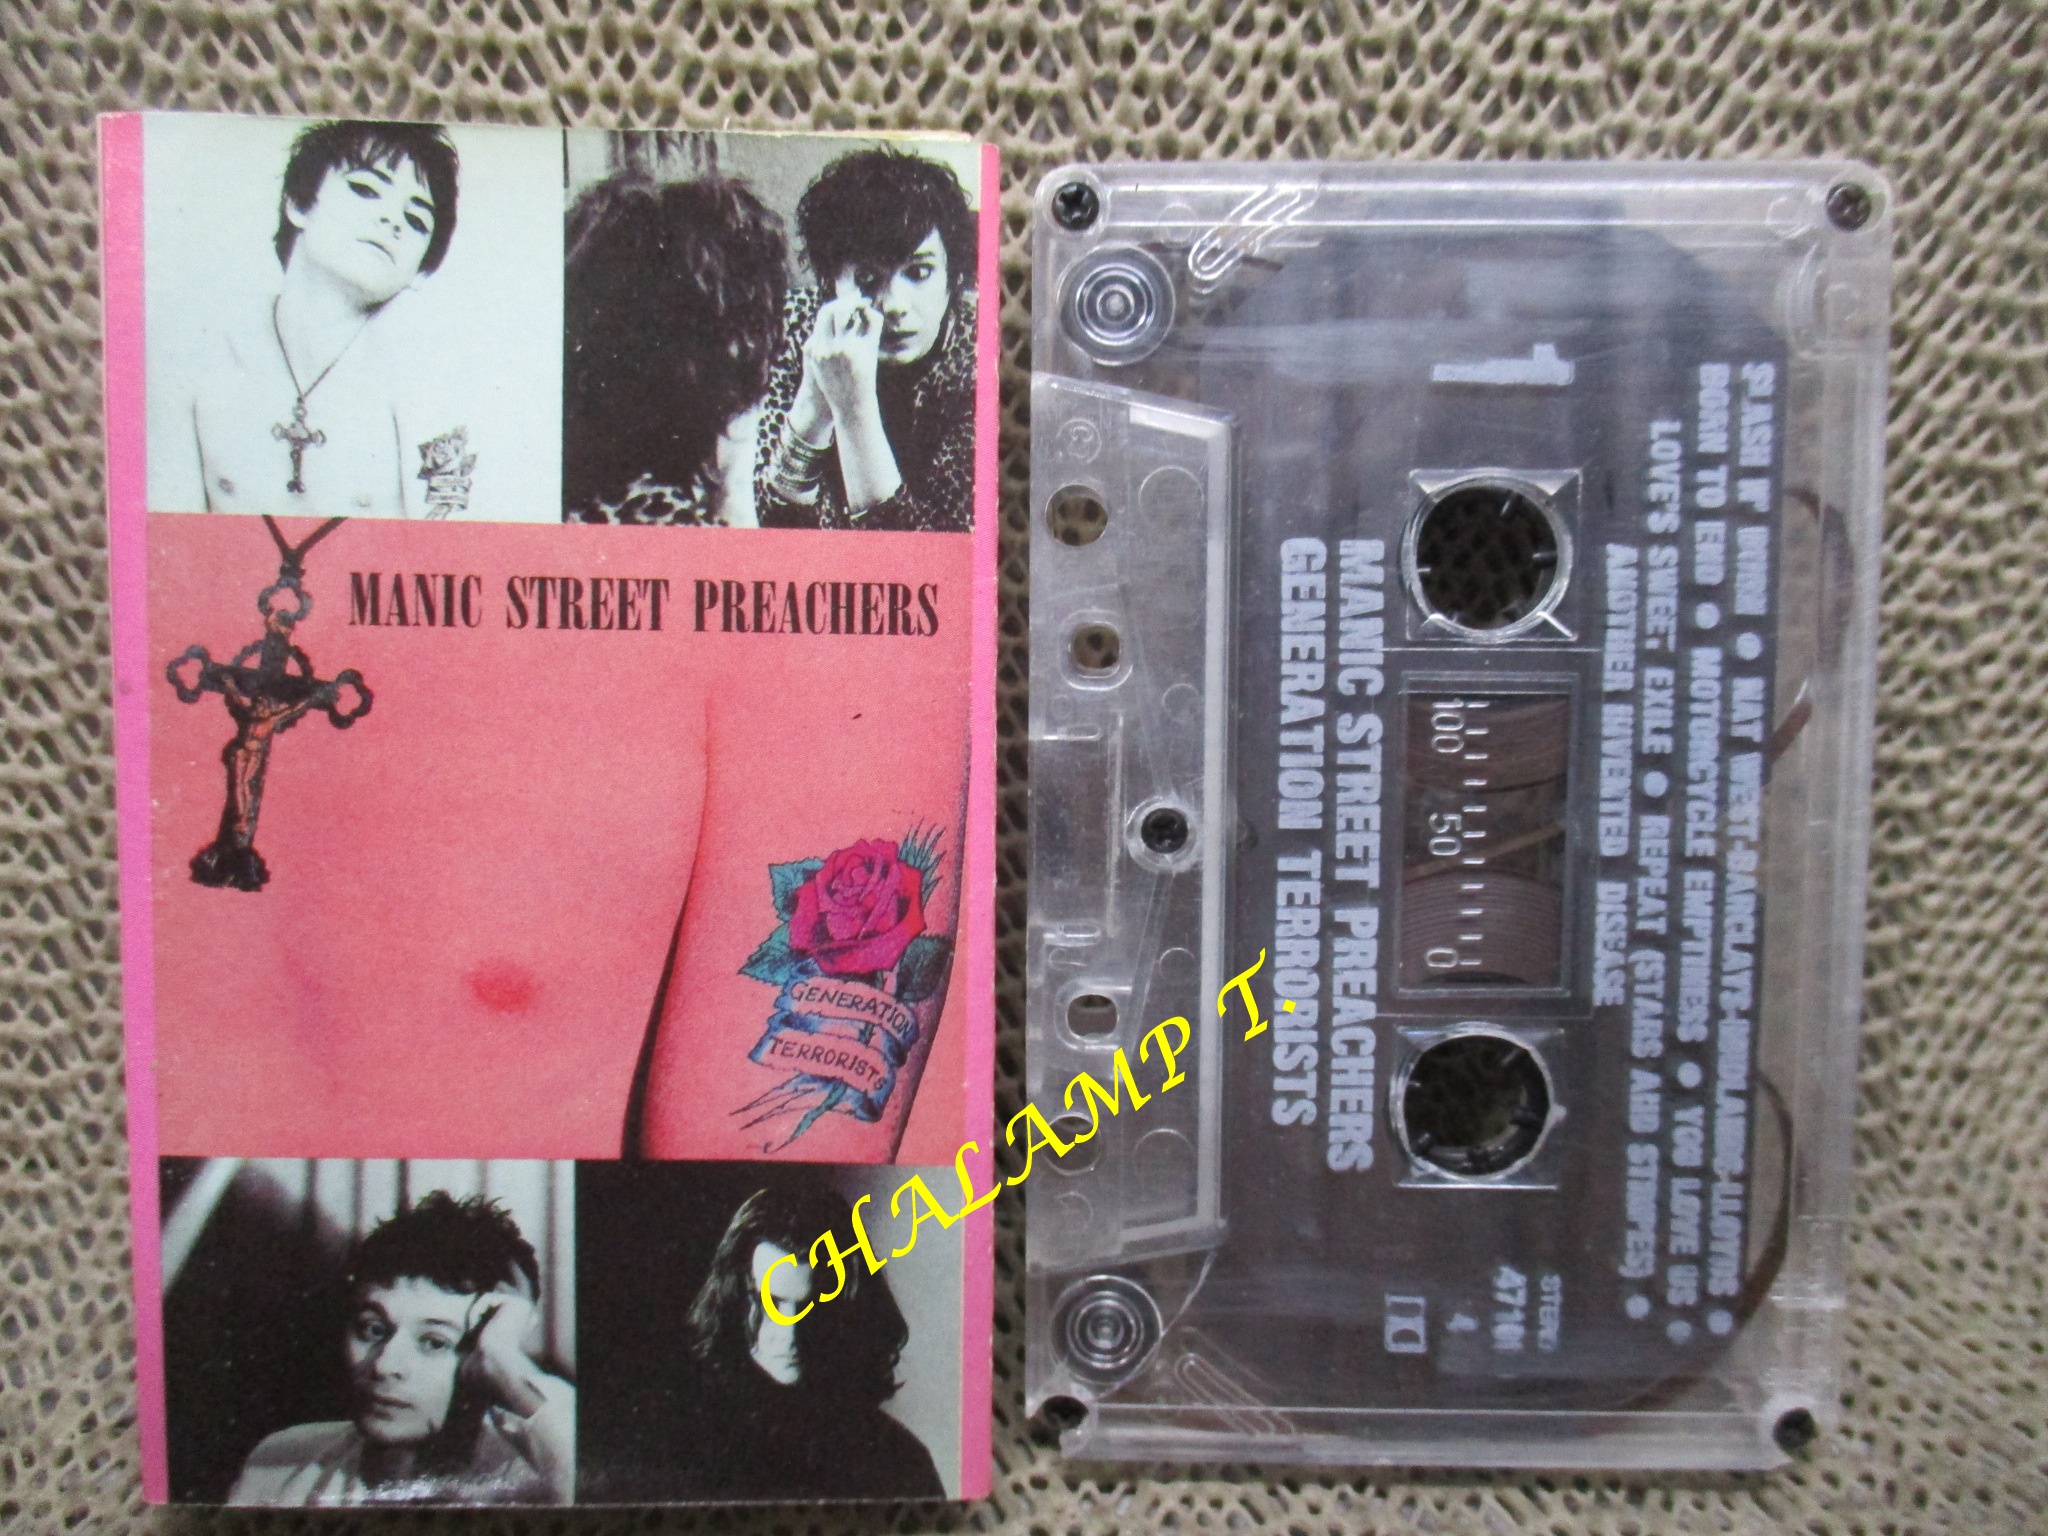 MANIC STREET PREACHERS
GENERATION
TERRORISTS
1
SLASH N' BURN • NAT WEST-BARCLAYS-MIDLANDS-LLOYDS •
BORN TO END • MOTORCYCLE EMPTINESS • YOU LOVE US •
LOVE'S SWEET EXILE • REPEAT (STARS AND STRIPES) •
ANOTHER INVENTED DISEASE
100 50 0
MANIC STREET PREACHERS
GENERATION TERRORISTS
STEREO
4
CHALAMP T.